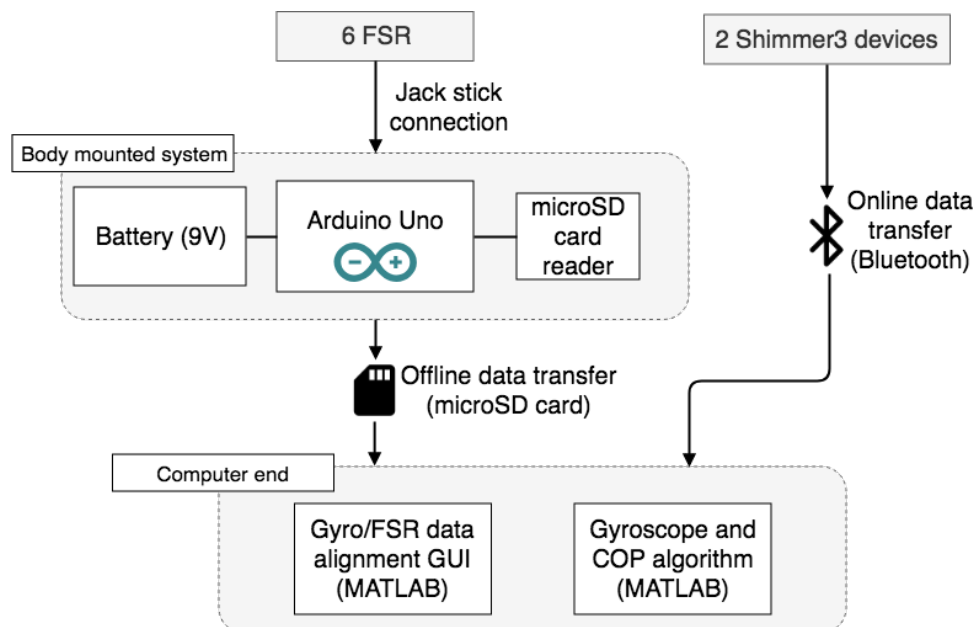 6 FSR
2 Shimmer3 devices
Jack stick
connection
Body mounted system
Battery (9V)
Arduino Uno
microSD
card
reader
Online data
transfer
(Bluetooth)
Offline data transfer
(microSD card)
Computer end
Gyro/FSR data
alignment GUI
(MATLAB)
Gyroscope and
COP algorithm
(MATLAB)